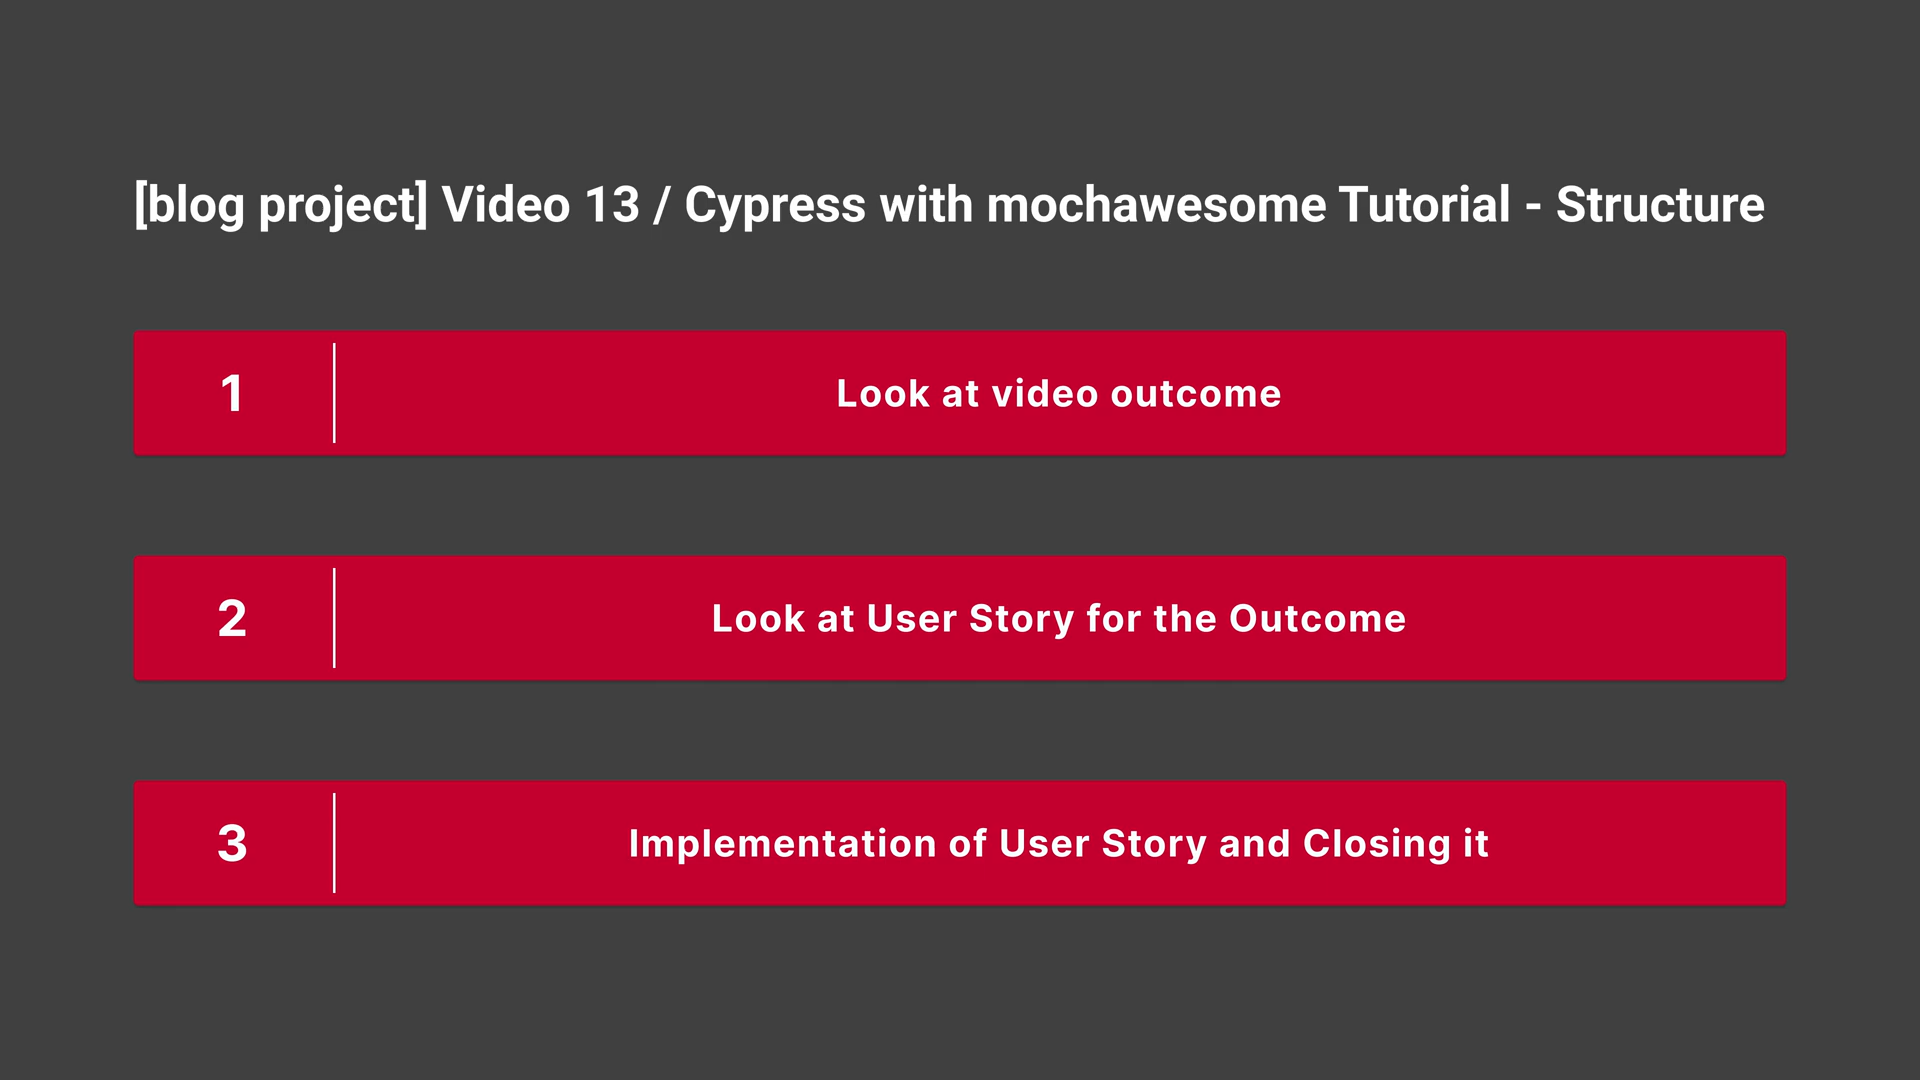 [blog project] Video 13 / Cypress with mochawesome Tutorial - Structure
1
Look at video outcome
2
Look at User Story for the Outcome
3
Implementation of User Story and Closing it